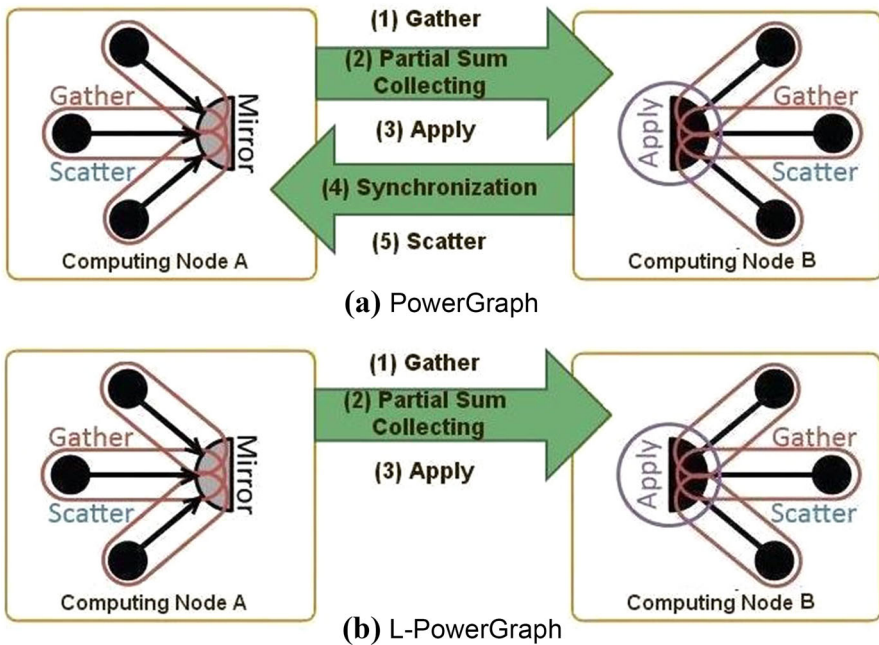 (1) Gather
(2) Partial Sum
Collecting
(3) Apply
(4) Synchronization
(5) Scatter
Gather
Scatter
Mirror
Computing Node A
Apply
Gather
Scatter
Computing Node B
(a) PowerGraph
(1) Gather
(2) Partial Sum
Collecting
(3) Apply
Gather
Scatter
Mirror
Computing Node A
Apply
Gather
Scatter
Computing Node B
(b) L-PowerGraph